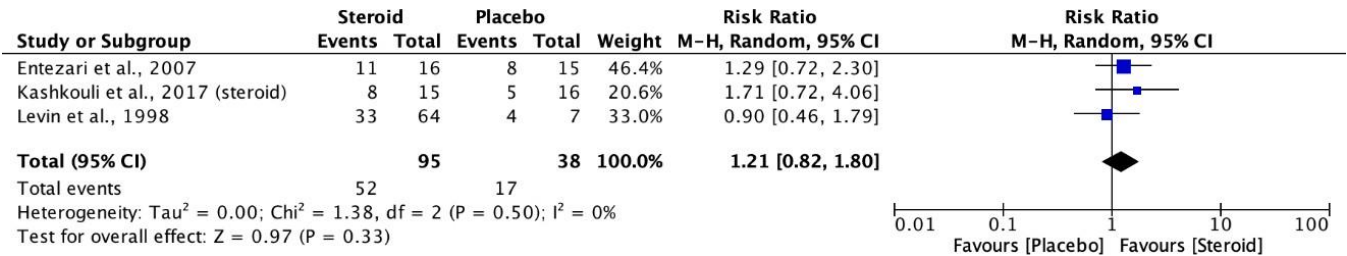 Steroid Placebo Risk Ratio Risk Ratio
Study or Subgroup Events Total Events Total Weight M-H, Random, 95% CI M-H, Random, 95% CI
Entezari et al., 2007 11 16 8 15 46.4% 1.29 [0.72, 2.30]
Kashkouli et al., 2017 (steroid) 8 15 5 16 20.6% 1.71 [0.72, 4.06]
Levin et al., 1998 33 64 4 7 33.0% 0.90 [0.46, 1.79]
Total (95% CI) 95 38 100.0% 1.21 [0.82, 1.80]
Total events 52 17
Heterogeneity: Tau² = 0.00; Chi² = 1.38, df = 2 (P = 0.50); I² = 0%
Test for overall effect: Z = 0.97 (P = 0.33)
0.01 0.1 1 10 100
Favours [Placebo] Favours [Steroid]